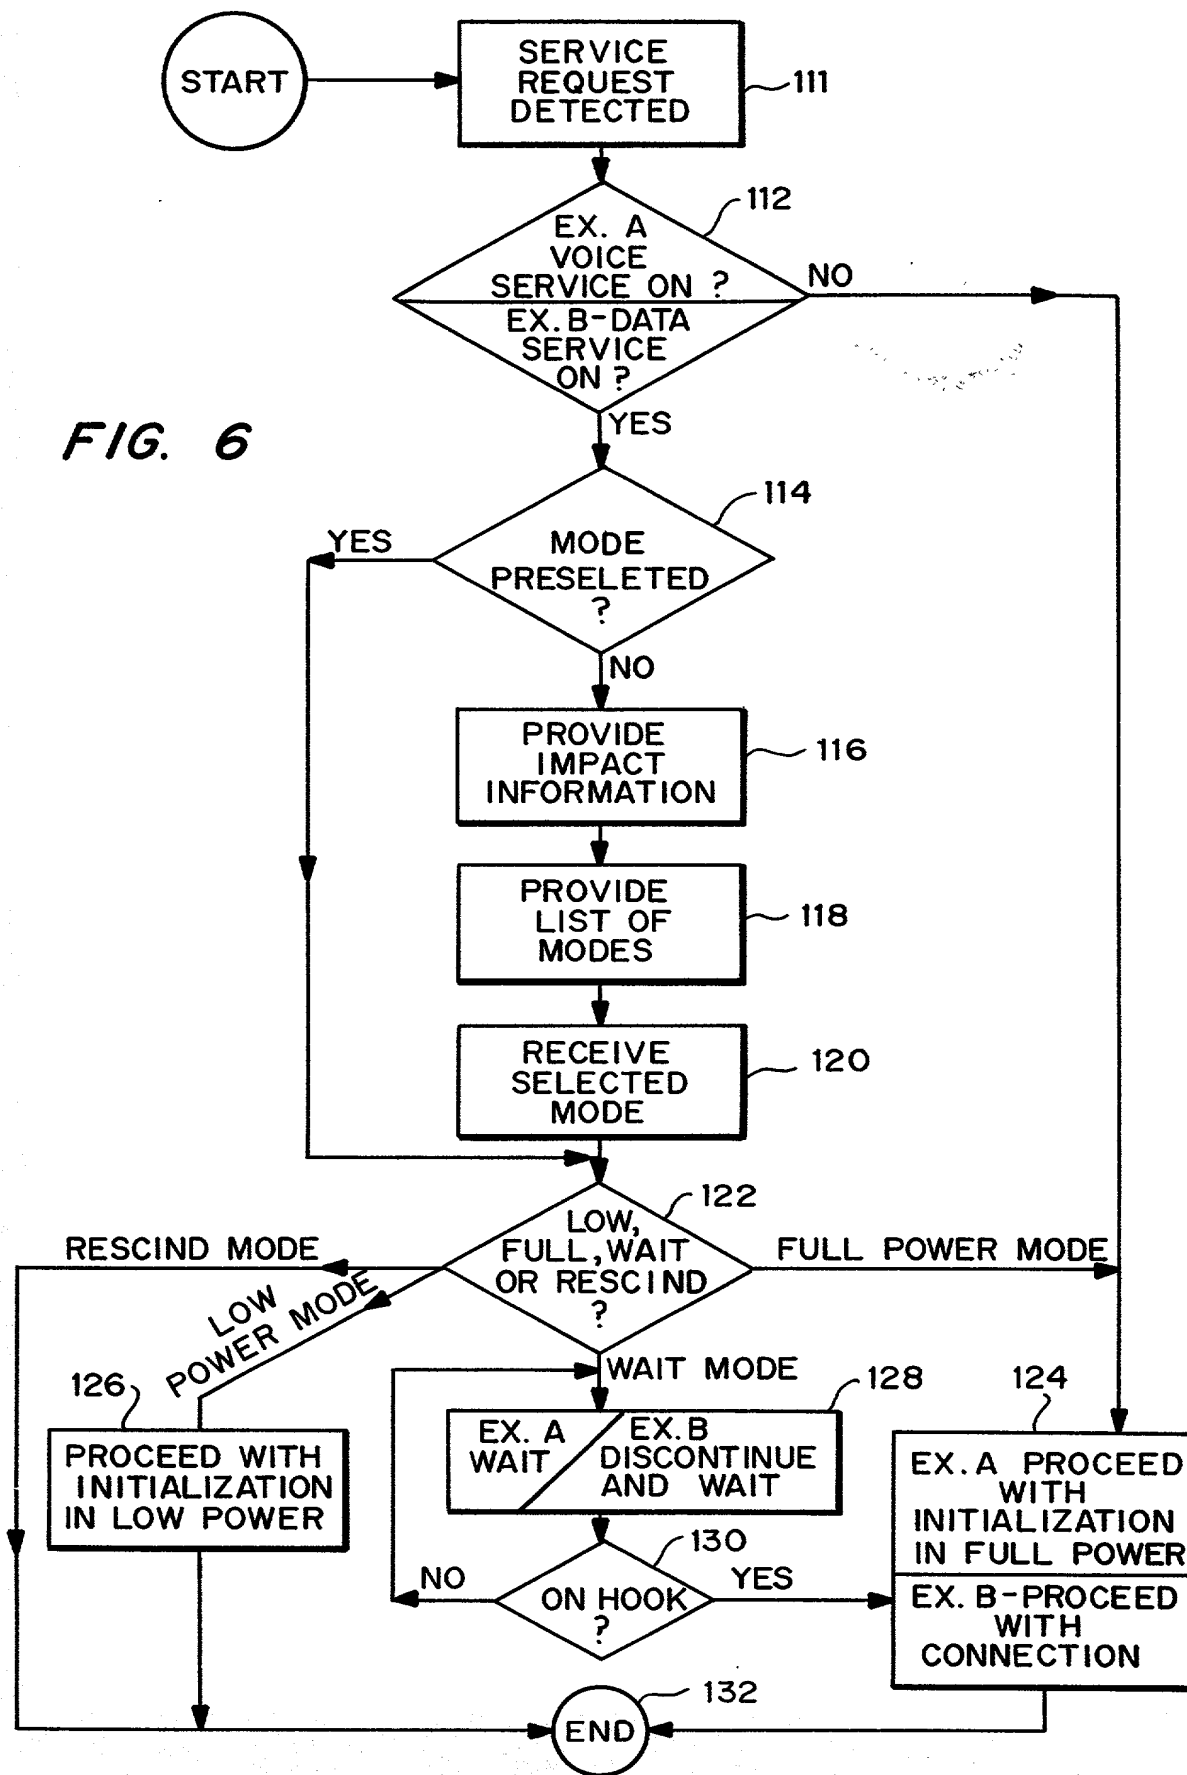 START
SERVICE
REQUEST
DETECTED
111
112
EX. A
VOICE
SERVICE ON ?
EX. B-DATA
SERVICE
ON ?
NO
YES
FIG. 6
114
YES
MODE
PRESELETED
?
NO
PROVIDE
IMPACT
INFORMATION
116
PROVIDE
LIST OF
MODES
118
RECEIVE
SELECTED
MODE
120
122
LOW,
FULL, WAIT
OR RESCIND
?
RESCIND MODE
FULL POWER MODE
LOW
POWER MODE
WAIT MODE
126
128
124
PROCEED WITH
INITIALIZATION
IN LOW POWER
EX. A
WAIT
EX. B
DISCONTINUE
AND WAIT
EX. A PROCEED
WITH
INITIALIZATION
IN FULL POWER
EX. B-PROCEED
WITH
CONNECTION
130
NO
ON HOOK
?
YES
132
END